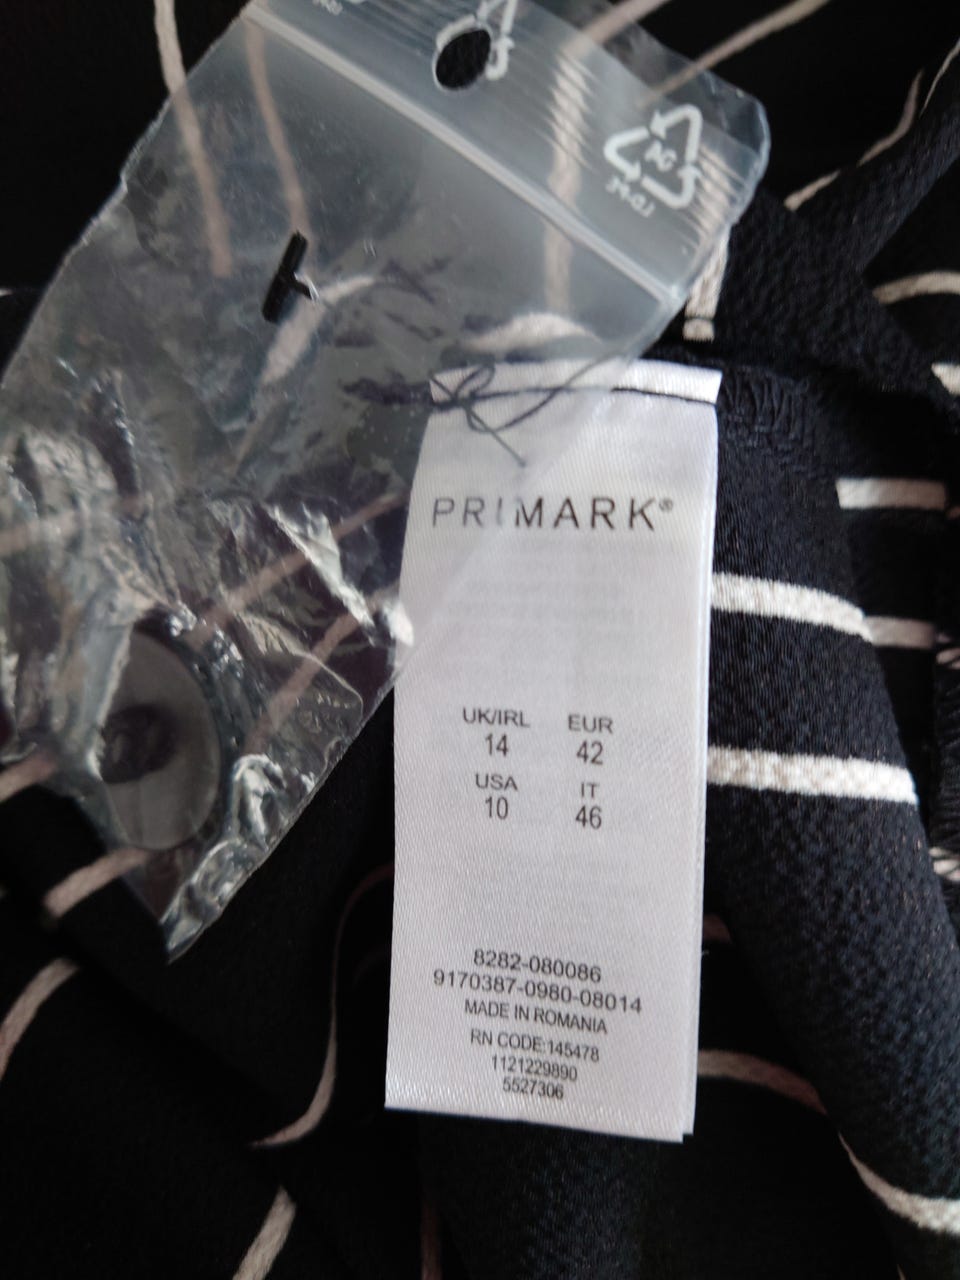 PRIMARK®
UK/IRL EUR
14 42
USA IT
10 46
8282-080086
9170387-0980-08014
MADE IN ROMANIA
RN CODE:145478
1121229890
5527306